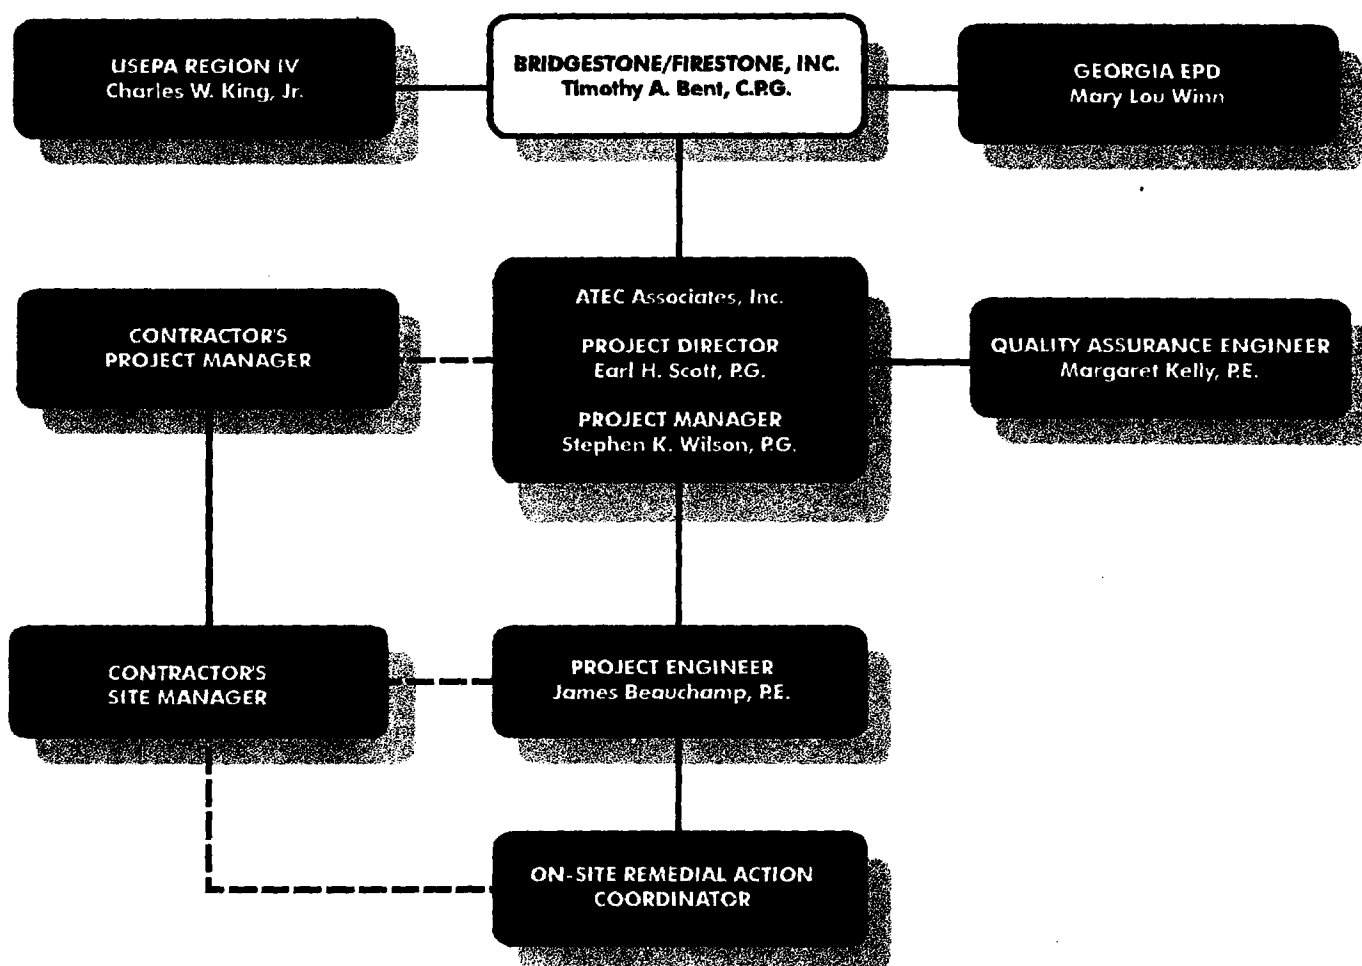 USEPA REGION IV
Charles W. King, Jr.
BRIDGESTONE/FIRESTONE, INC.
Timothy A. Bent, C.P.G.
GEORGIA EPD
Mary Lou Winn
CONTRACTOR'S
PROJECT MANAGER
ATEC Associates, Inc.
PROJECT DIRECTOR
Earl H. Scott, P.G.
PROJECT MANAGER
Stephen K. Wilson, P.G.
QUALITY ASSURANCE ENGINEER
Margaret Kelly, P.E.
CONTRACTOR'S
SITE MANAGER
PROJECT ENGINEER
James Beauchamp, P.E.
ON-SITE REMEDIAL ACTION
COORDINATOR